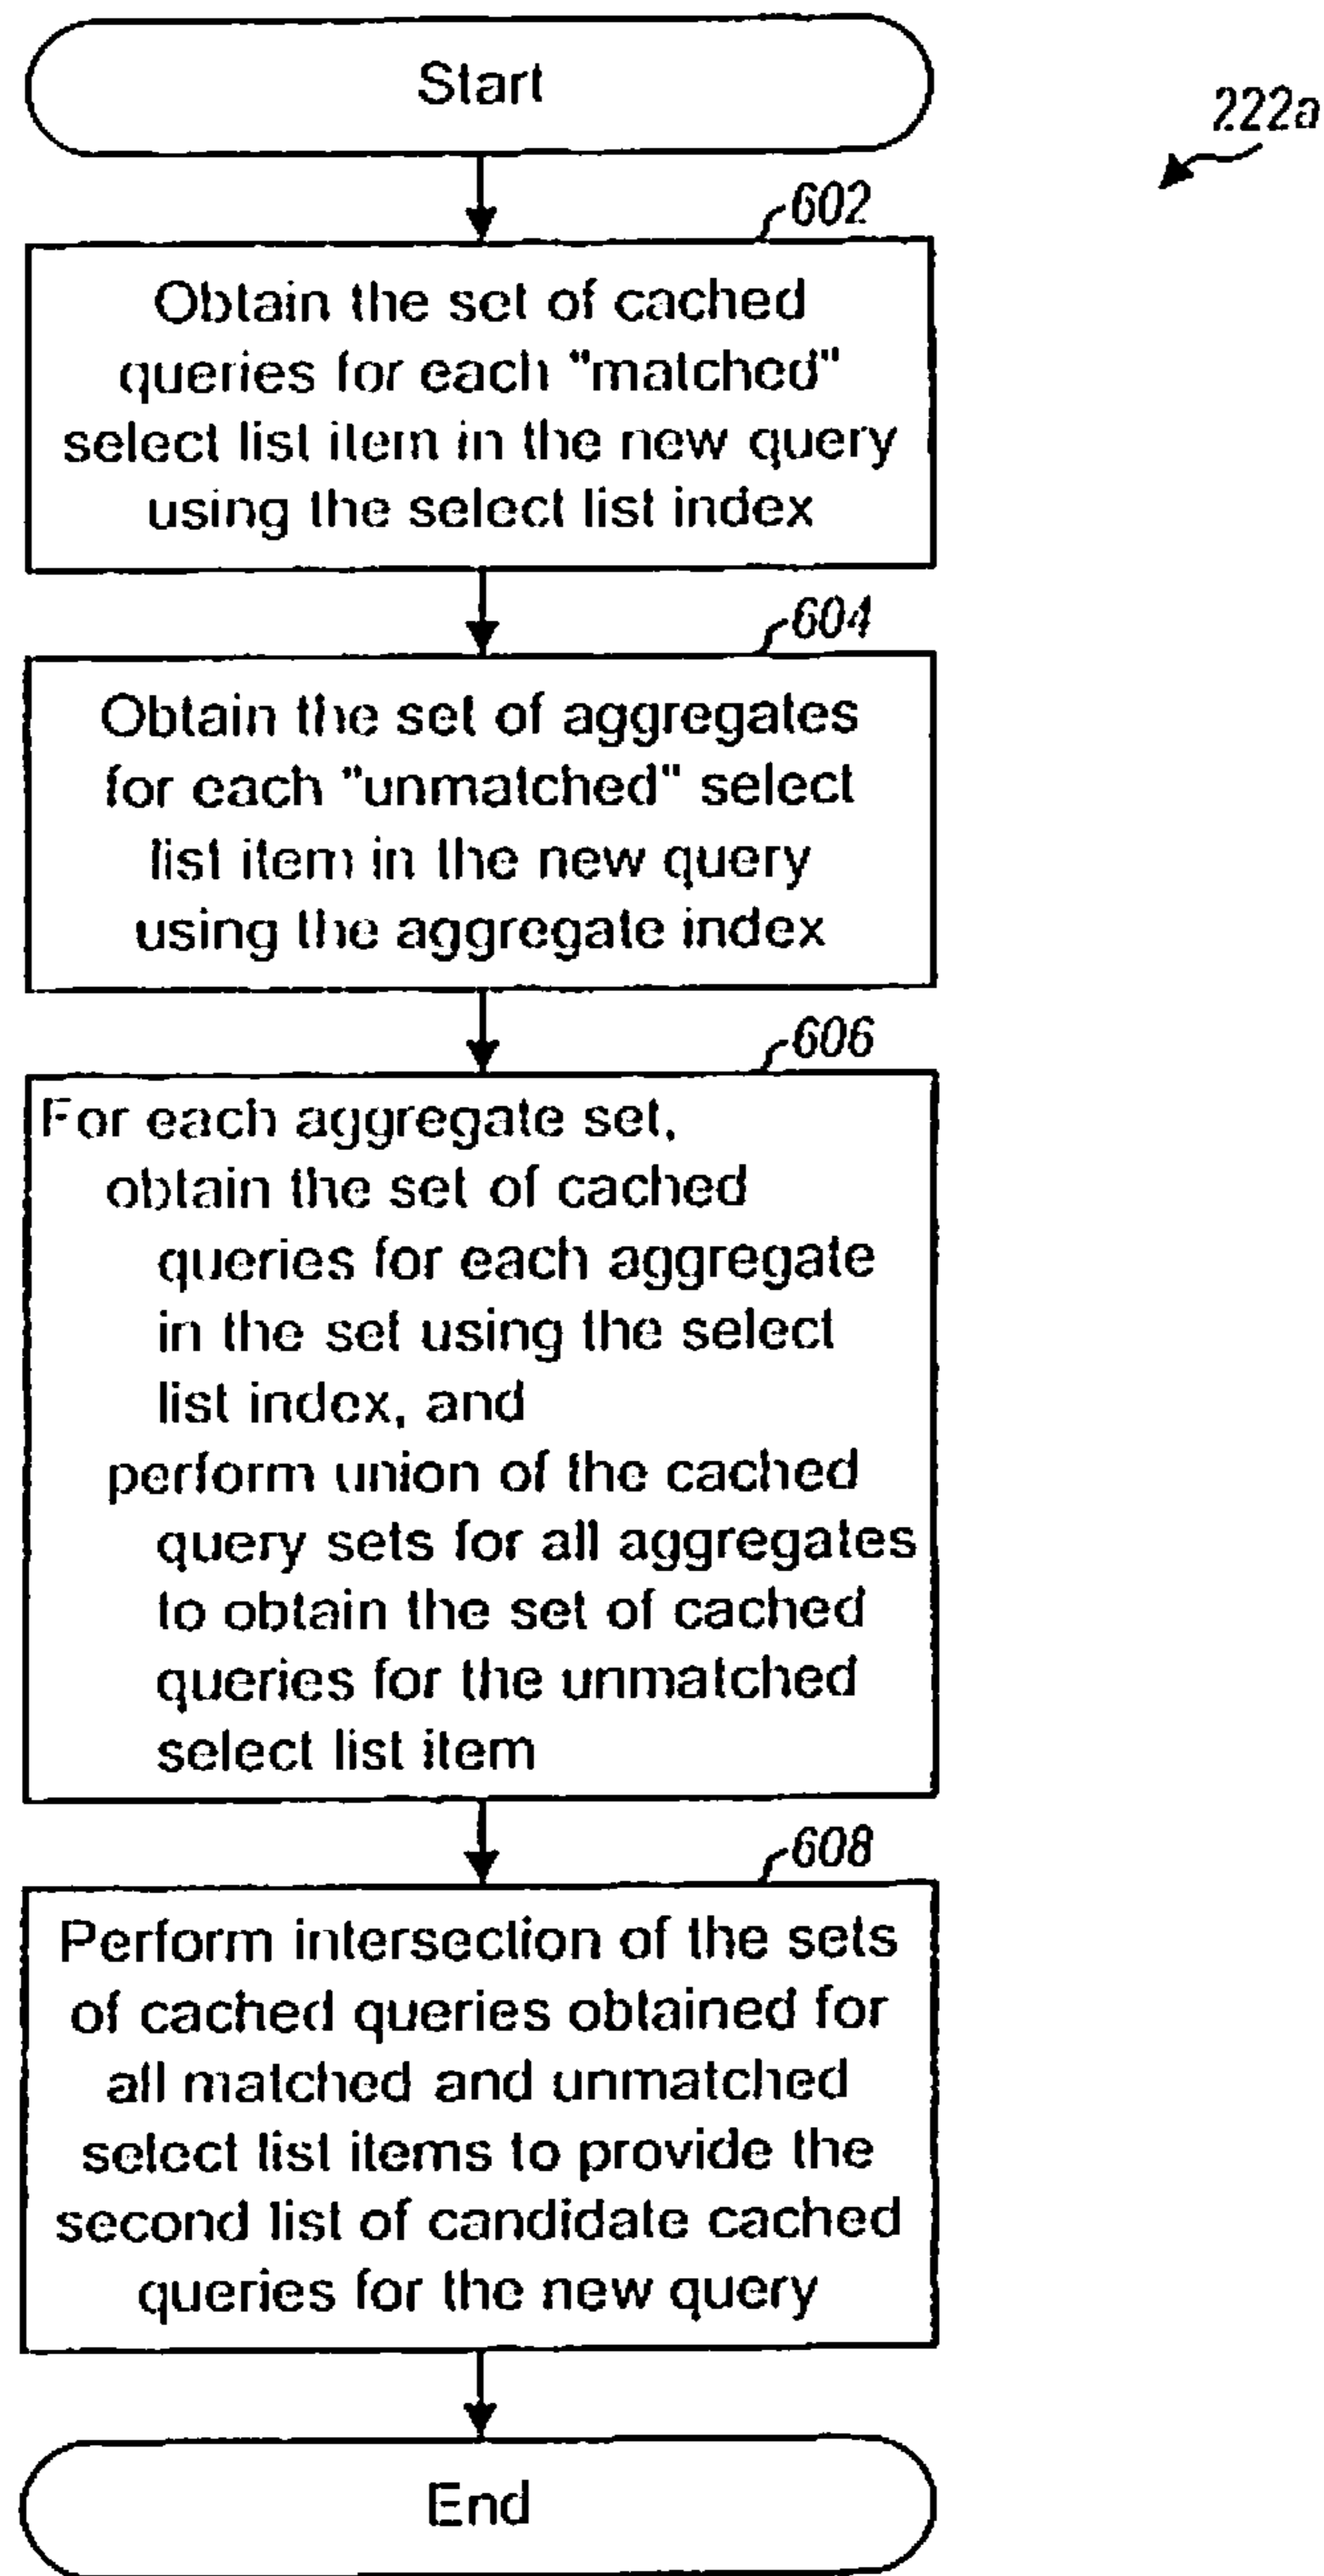 Start
222a
602
Obtain the set of cached
queries for each "matched"
select list item in the new query
using the select list index
604
Obtain the set of aggregates
for each "unmatched" select
list item in the new query
using the aggregate index
606
For each aggregate set,
obtain the set of cached
queries for each aggregate
in the set using the select
list index, and
perform union of the cached
query sets for all aggregates
to obtain the set of cached
queries for the unmatched
select list item
608
Perform intersection of the sets
of cached queries obtained for
all matched and unmatched
select list items to provide the
second list of candidate cached
queries for the new query
End